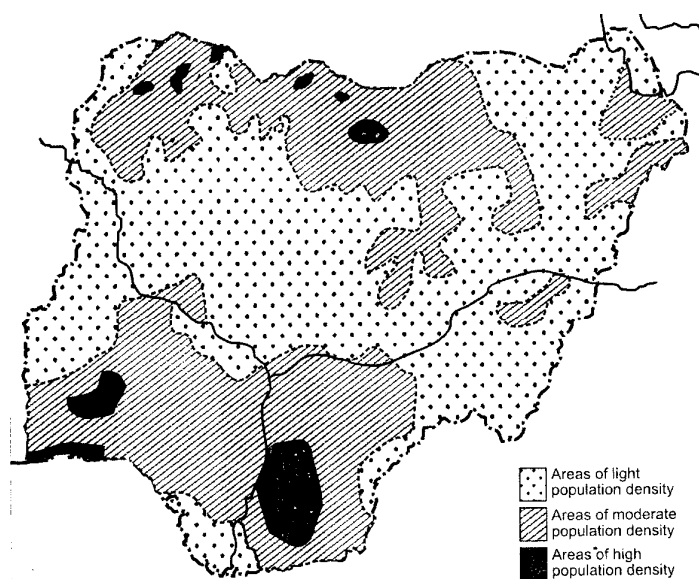 Areas of light
population density
Areas of moderate
population density
Areas of high
population density